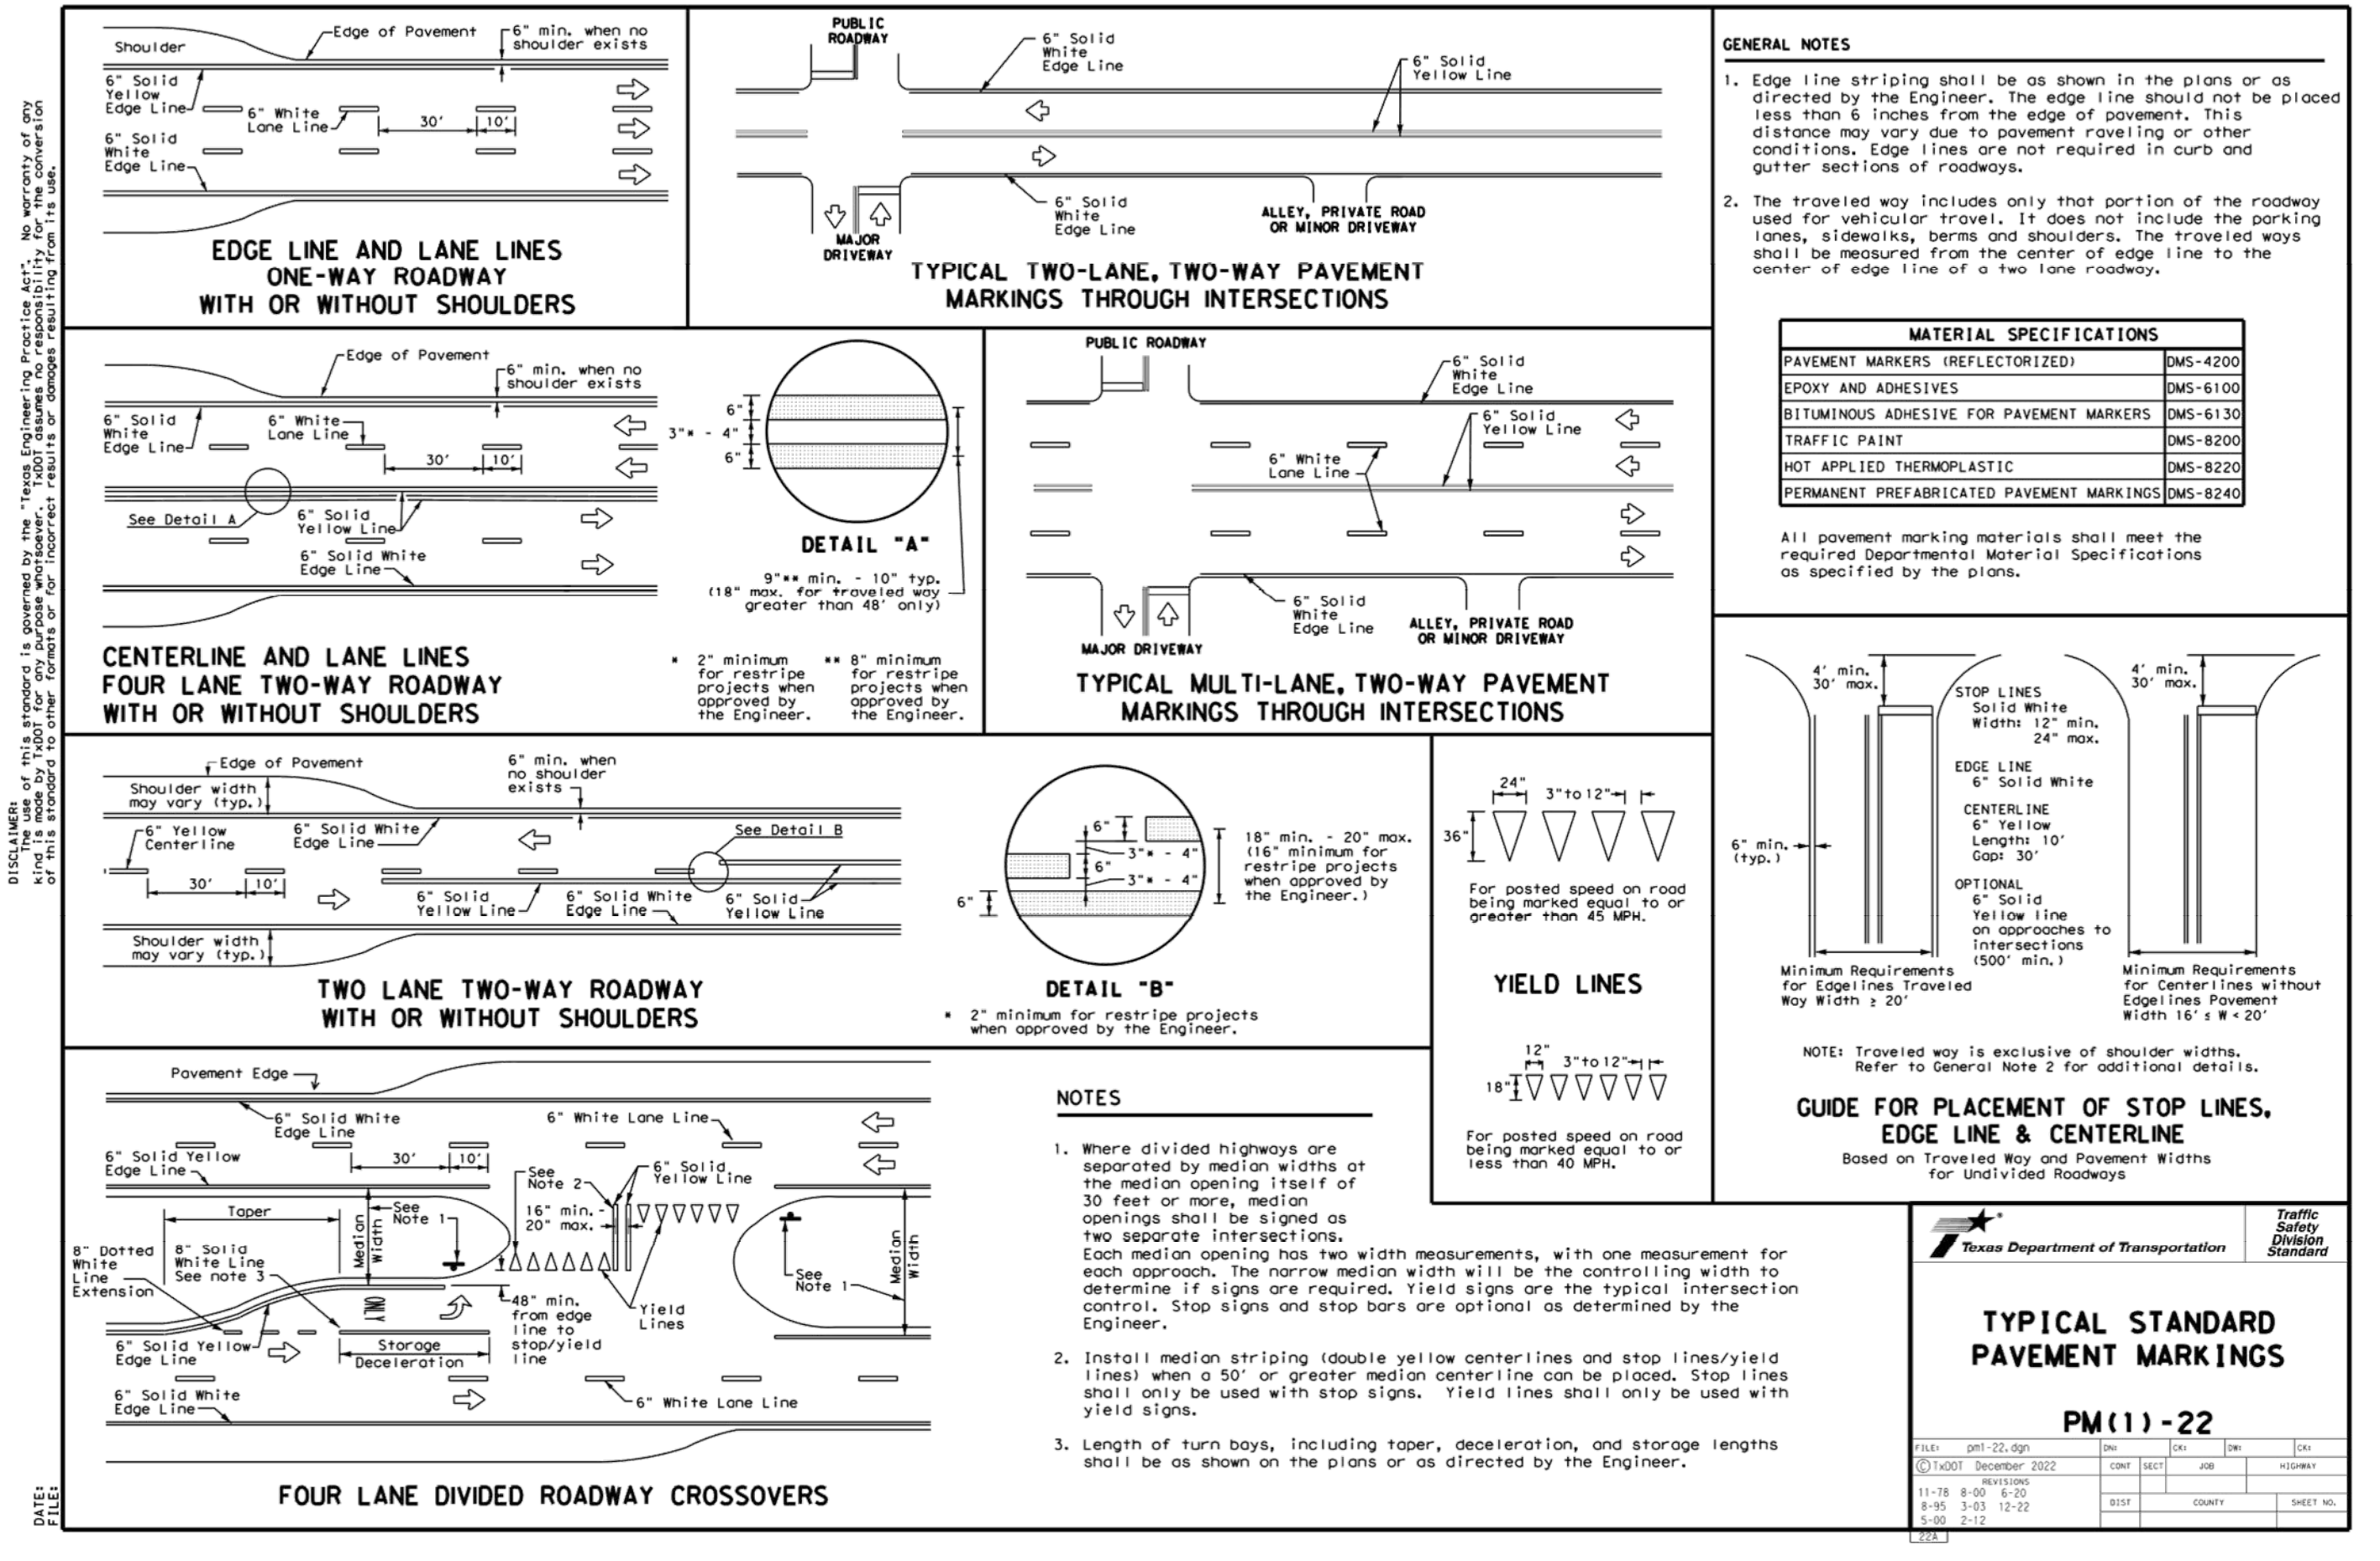 DISCLAIMER:
The use of this standard is governed by the "Texas Engineering Practice Act". No warranty of any
kind is made by TxDOT for any purpose whatsoever. TxDOT assumes no responsibility for the conversion
of this standard to other formats or for incorrect results or damages resulting from its use.
DATE:
FILE:
Shoulder
Edge of Pavement
6" min. when no
shoulder exists
6" Solid
Yellow
Edge Line
6" White
Lane Line
30'
10'
6" Solid
White
Edge Line
EDGE LINE AND LANE LINES
ONE-WAY ROADWAY
WITH OR WITHOUT SHOULDERS
PUBLIC
ROADWAY
6" Solid
White
Edge Line
6" Solid
Yellow Line
6" Solid
White
Edge Line
ALLEY, PRIVATE ROAD
OR MINOR DRIVEWAY
MAJOR
DRIVEWAY
TYPICAL TWO-LANE, TWO-WAY PAVEMENT
MARKINGS THROUGH INTERSECTIONS
Edge of Pavement
6" min. when no
shoulder exists
6" Solid
White
Edge Line
6" White
Lane Line
30'
10'
See Detail A
6" Solid
Yellow Line
6" Solid White
Edge Line
CENTERLINE AND LANE LINES
FOUR LANE TWO-WAY ROADWAY
WITH OR WITHOUT SHOULDERS
6"
3"* - 4"
6"
DETAIL "A"
9"** min. - 10" typ.
(18" max. for traveled way
greater than 48' only)
* 2" minimum
for restripe
projects when
approved by
the Engineer.
** 8" minimum
for restripe
projects when
approved by
the Engineer.
PUBLIC ROADWAY
6" Solid
White
Edge Line
6" Solid
Yellow Line
6" White
Lane Line
6" Solid
White
Edge Line
ALLEY, PRIVATE ROAD
OR MINOR DRIVEWAY
MAJOR DRIVEWAY
TYPICAL MULTI-LANE, TWO-WAY PAVEMENT
MARKINGS THROUGH INTERSECTIONS
Edge of Pavement
Shoulder width
may vary (typ.)
6" min. when
no shoulder
exists
6" Yellow
Centerline
6" Solid White
Edge Line
See Detail B
30'
10'
6" Solid
Yellow Line
6" Solid White
Edge Line
6" Solid
Yellow Line
Shoulder width
may vary (typ.)
TWO LANE TWO-WAY ROADWAY
WITH OR WITHOUT SHOULDERS
6"
3"* - 4"
6"
3"* - 4"
6"
18" min. - 20" max.
(16" minimum for
restripe projects
when approved by
the Engineer.)
DETAIL "B"
* 2" minimum for restripe projects
when approved by the Engineer.
24"
3"to 12"
36"
For posted speed on road
being marked equal to or
greater than 45 MPH.
YIELD LINES
12"
3"to 12"
18"
For posted speed on road
being marked equal to or
less than 40 MPH.
Pavement Edge
6" Solid White
Edge Line
6" White Lane Line
6" Solid Yellow
Edge Line
30'
10'
See
Note 2
6" Solid
Yellow Line
Taper
Median
Width
See
Note 1
16" min.
20" max.
8" Dotted
White
Line
Extension
8" Solid
White Line
See note 3
ONLY
48" min.
from edge
line to
stop/yield
line
Yield
Lines
See
Note 1
Median
Width
6" Solid Yellow
Edge Line
Storage
Deceleration
6" Solid White
Edge Line
6" White Lane Line
FOUR LANE DIVIDED ROADWAY CROSSOVERS
NOTES
1. Where divided highways are
separated by median widths at
the median opening itself of
30 feet or more, median
openings shall be signed as
two separate intersections.
Each median opening has two width measurements, with one measurement for
each approach. The narrow median width will be the controlling width to
determine if signs are required. Yield signs are the typical intersection
control. Stop signs and stop bars are optional as determined by the
Engineer.
2. Install median striping (double yellow centerlines and stop lines/yield
lines) when a 50' or greater median centerline can be placed. Stop lines
shall only be used with stop signs. Yield lines shall only be used with
yield signs.
3. Length of turn bays, including taper, deceleration, and storage lengths
shall be as shown on the plans or as directed by the Engineer.
GENERAL NOTES
1. Edge line striping shall be as shown in the plans or as
directed by the Engineer. The edge line should not be placed
less than 6 inches from the edge of pavement. This
distance may vary due to pavement raveling or other
conditions. Edge lines are not required in curb and
gutter sections of roadways.
2. The traveled way includes only that portion of the roadway
used for vehicular travel. It does not include the parking
lanes, sidewalks, berms and shoulders. The traveled ways
shall be measured from the center of edge line to the
center of edge line of a two lane roadway.
MATERIAL SPECIFICATIONS
PAVEMENT MARKERS (REFLECTORIZED) DMS-4200
EPOXY AND ADHESIVES DMS-6100
BITUMINOUS ADHESIVE FOR PAVEMENT MARKERS DMS-6130
TRAFFIC PAINT DMS-8200
HOT APPLIED THERMOPLASTIC DMS-8220
PERMANENT PREFABRICATED PAVEMENT MARKINGS DMS-8240
All pavement marking materials shall meet the
required Departmental Material Specifications
as specified by the plans.
4' min.
30' max.
4' min.
30' max.
STOP LINES
Solid White
Width: 12" min.
24" max.
EDGE LINE
6" Solid White
CENTERLINE
6" Yellow
Length: 10'
Gap: 30'
OPTIONAL
6" Solid
Yellow line
on approaches to
intersections
(500' min.)
6" min.
(typ.)
Minimum Requirements
for Edgelines Traveled
Way Width ≥ 20'
Minimum Requirements
for Centerlines without
Edgelines Pavement
Width 16' ≤ W < 20'
NOTE: Traveled way is exclusive of shoulder widths.
Refer to General Note 2 for additional details.
GUIDE FOR PLACEMENT OF STOP LINES,
EDGE LINE & CENTERLINE
Based on Traveled Way and Pavement Widths
for Undivided Roadways
Texas Department of Transportation
Traffic
Safety
Division
Standard
TYPICAL STANDARD
PAVEMENT MARKINGS
PM(1)-22
FILE: pm1-22.dgn DN: CK: DW: CK:
© TxDOT December 2022 CONT SECT JOB HIGHWAY
REVISIONS
11-78 8-00 6-20
8-95 3-03 12-22
5-00 2-12
DIST COUNTY SHEET NO.
22A